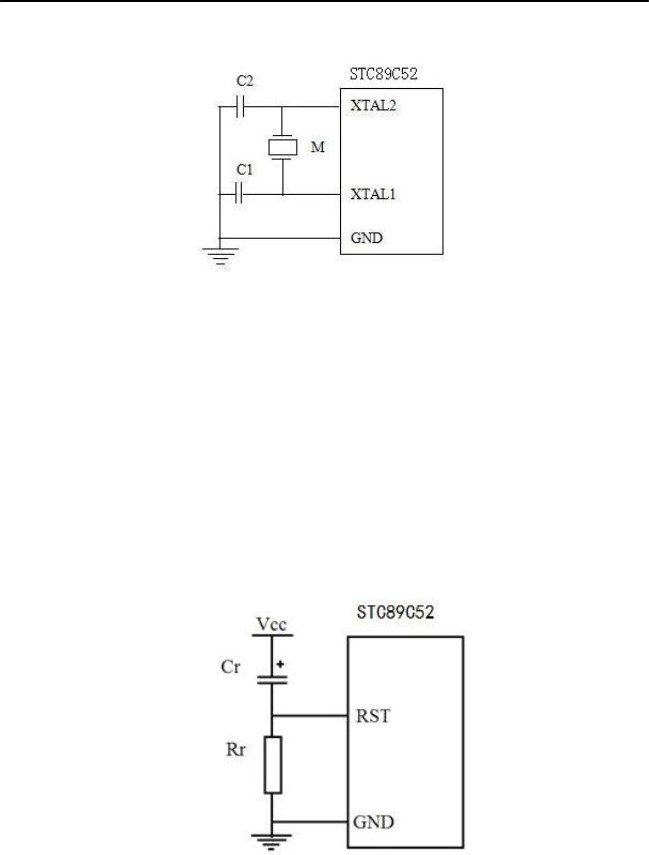 STC89C52
C2
XTAL2
M
C1
XTAL1
GND
STC89C52
Vcc
+
Cr
RST
Rr
GND